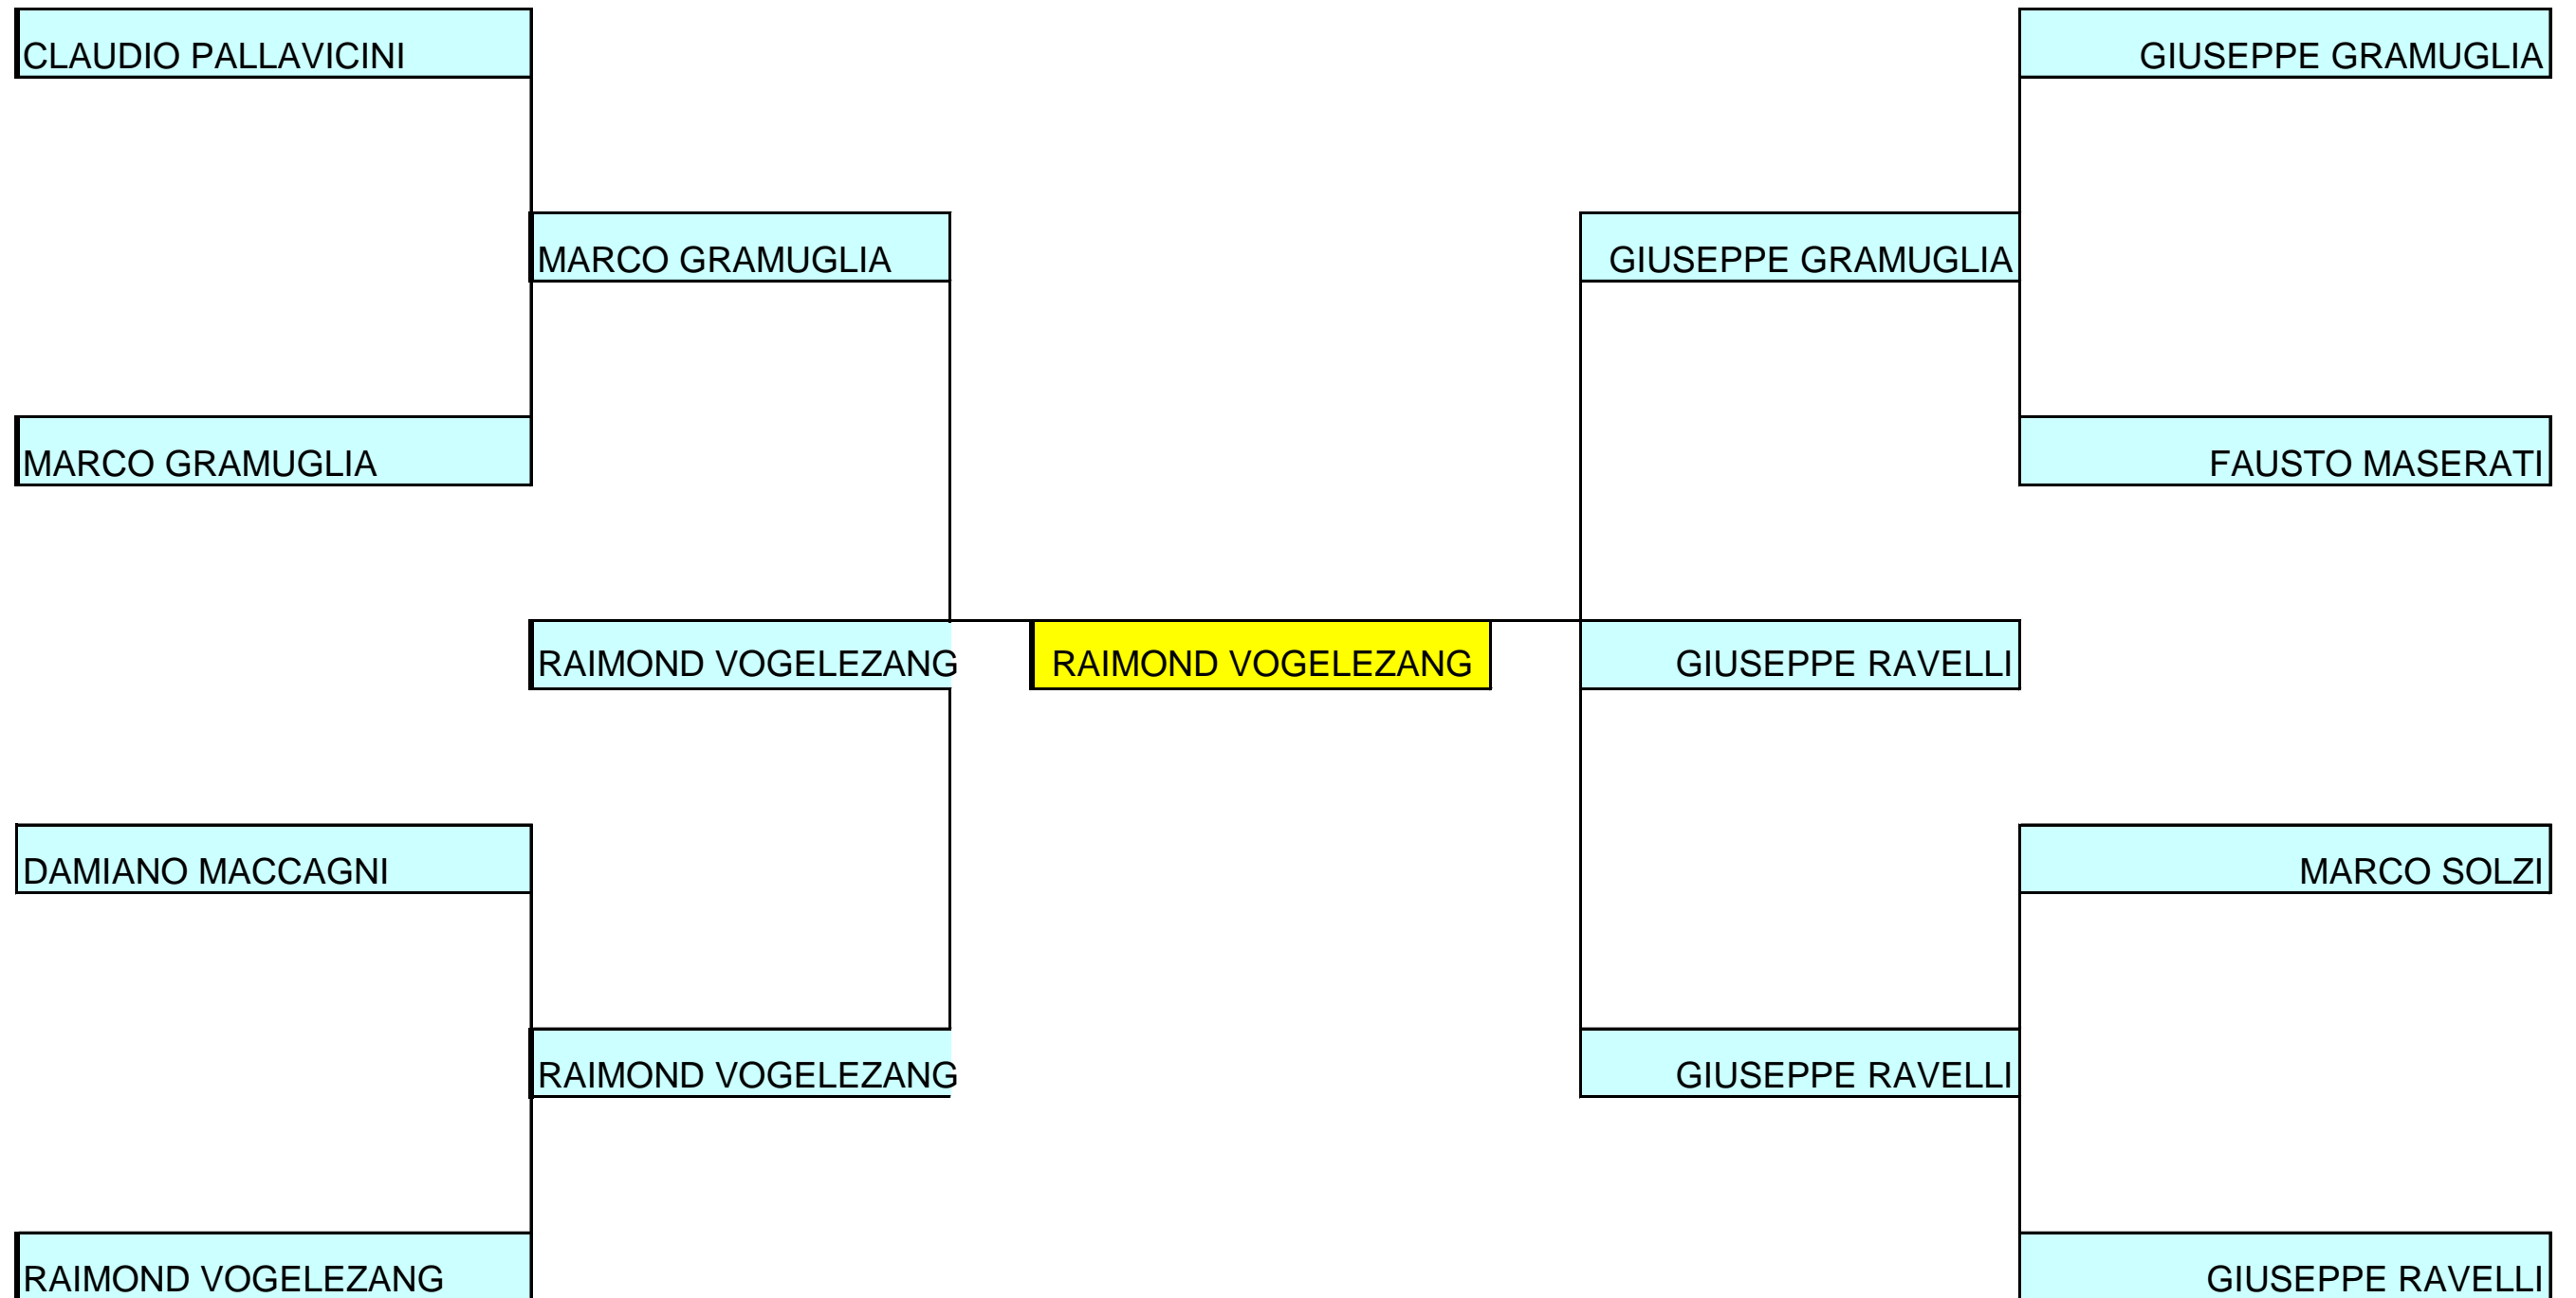 CLAUDIO PALLAVICINI
GIUSEPPE GRAMUGLIA
MARCO GRAMUGLIA
GIUSEPPE GRAMUGLIA
MARCO GRAMUGLIA
FAUSTO MASERATI
RAIMOND VOGELEZANG
RAIMOND VOGELEZANG
GIUSEPPE RAVELLI
DAMIANO MACCAGNI
MARCO SOLZI
RAIMOND VOGELEZANG
GIUSEPPE RAVELLI
RAIMOND VOGELEZANG
GIUSEPPE RAVELLI